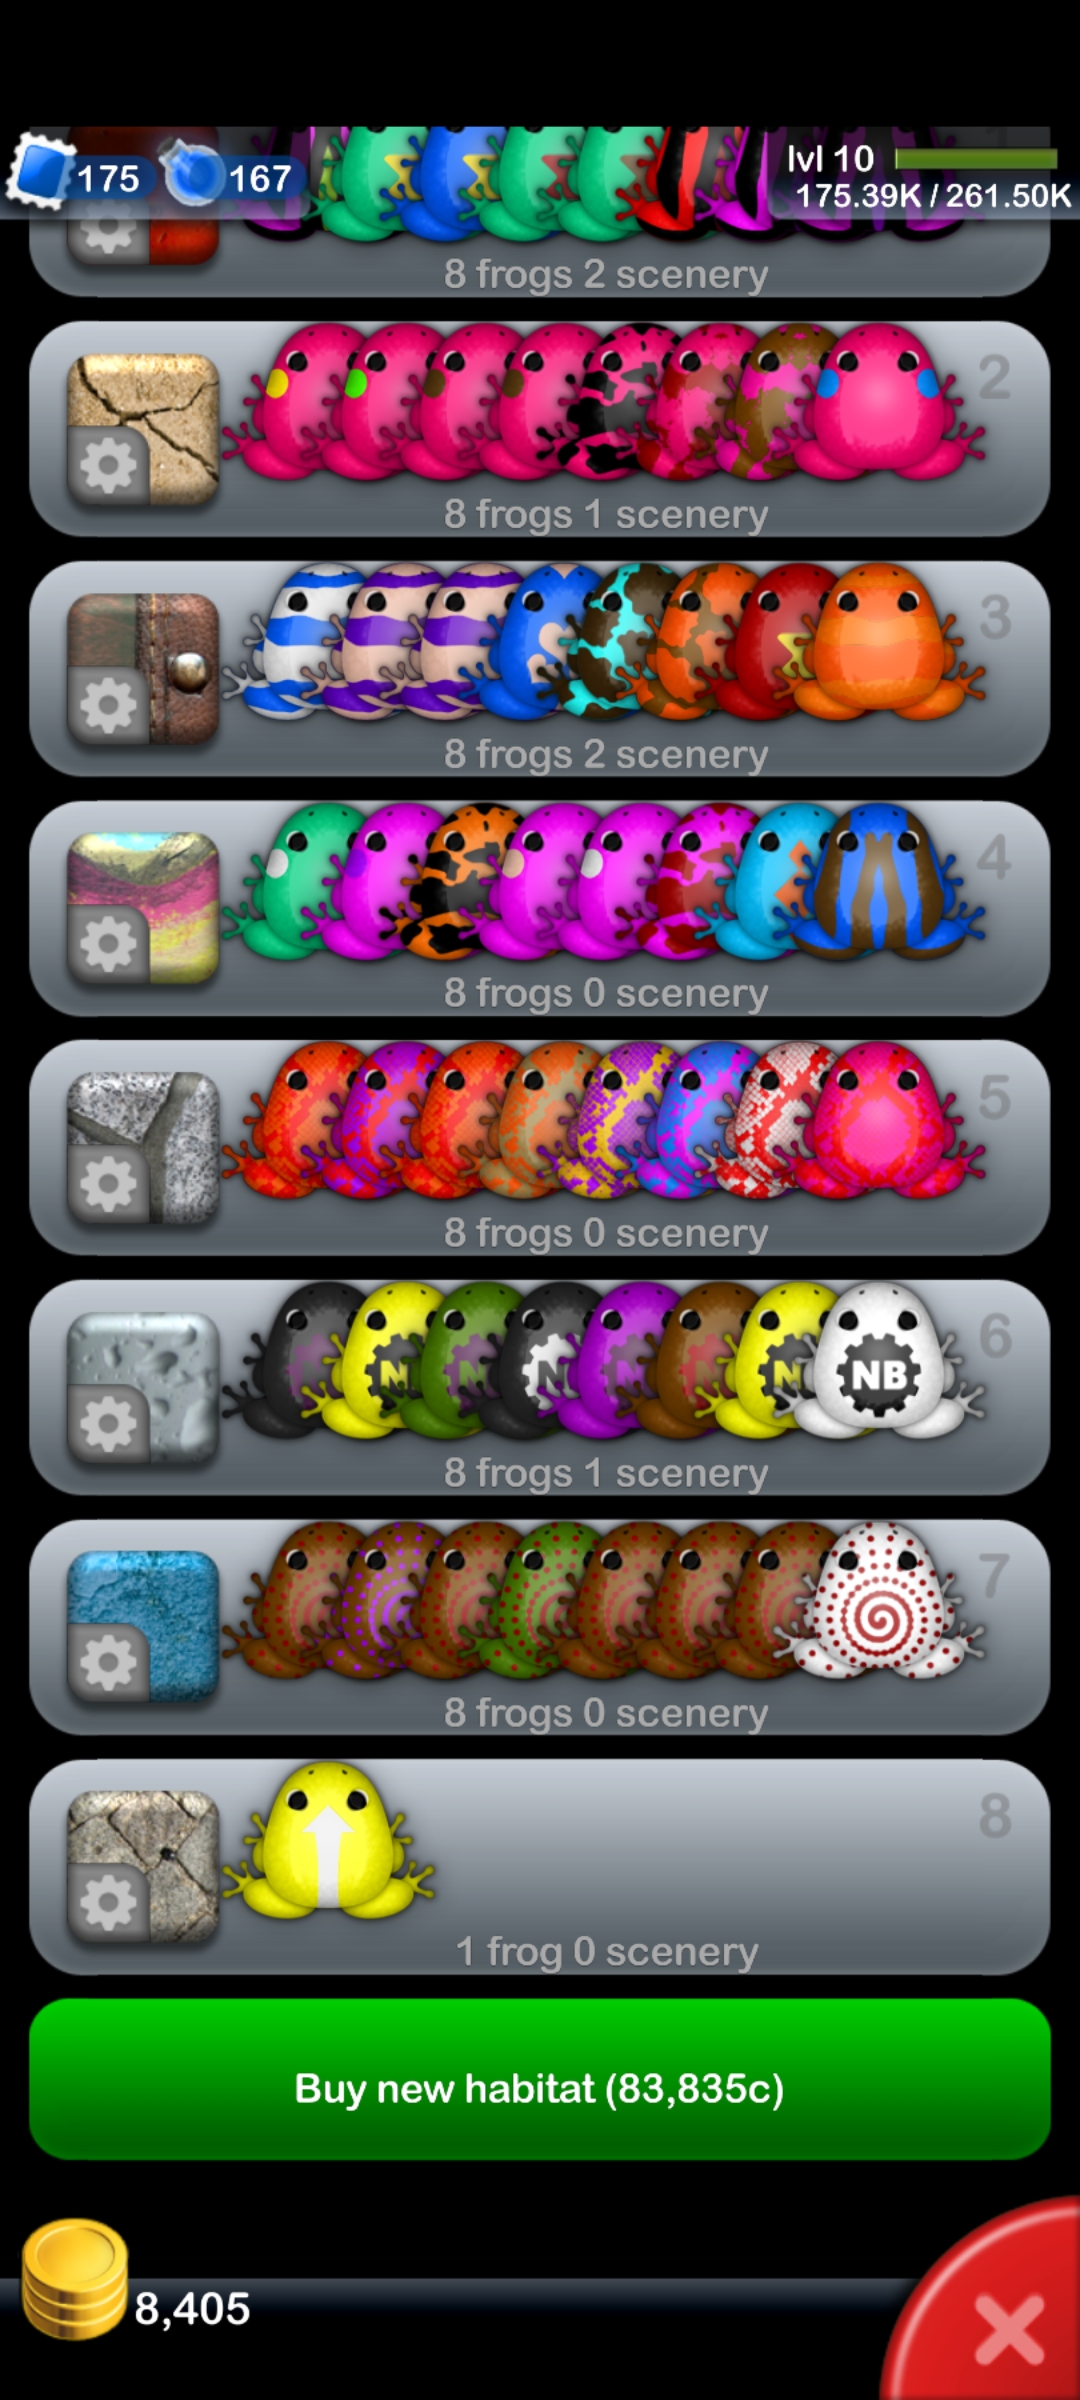 175
167
lvl 10
175.39K / 261.50K
1
8 frogs 2 scenery
2
8 frogs 1 scenery
3
8 frogs 2 scenery
4
8 frogs 0 scenery
5
8 frogs 0 scenery
6
N
N
N
NB
8 frogs 1 scenery
7
8 frogs 0 scenery
8
1 frog 0 scenery
Buy new habitat (83,835c)
8,405